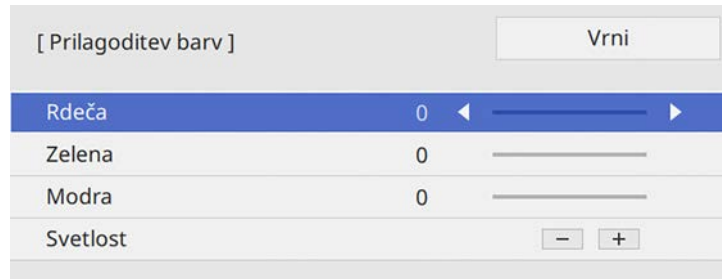 [ Prilagoditev barv ] Vrni
Rdeča 0
Zelena 0
Modra 0
Svetlost − +